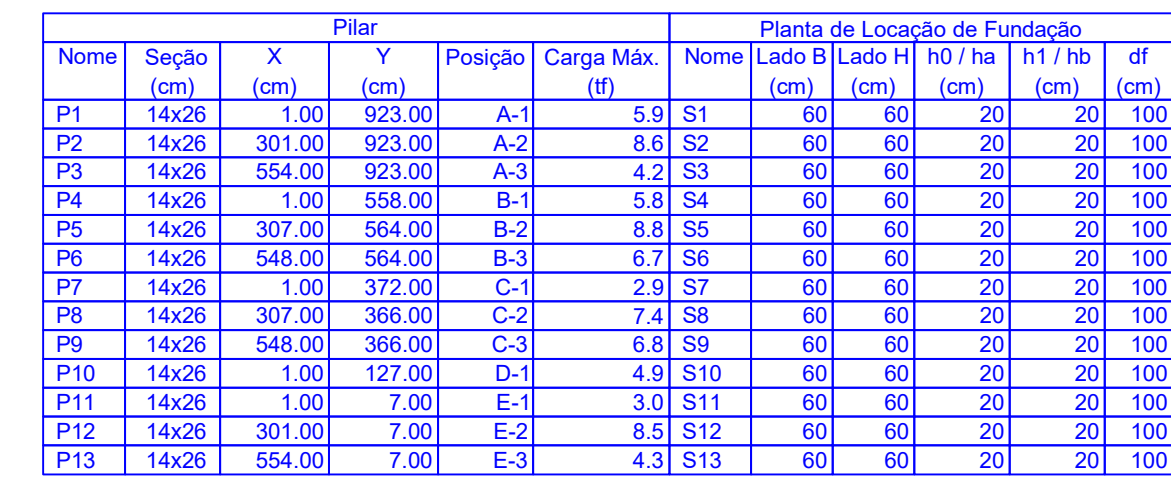 Pilar Planta de Locação de Fundação
Nome Seção X Y Posição Carga Máx. Nome Lado B Lado H h0 / ha h1 / hb df
(cm) (cm) (cm) (tf) (cm) (cm) (cm) (cm) (cm)
P1 14x26 1.00 923.00 A-1 5.9 S1 60 60 20 20 100
P2 14x26 301.00 923.00 A-2 8.6 S2 60 60 20 20 100
P3 14x26 554.00 923.00 A-3 4.2 S3 60 60 20 20 100
P4 14x26 1.00 558.00 B-1 5.8 S4 60 60 20 20 100
P5 14x26 307.00 564.00 B-2 8.8 S5 60 60 20 20 100
P6 14x26 548.00 564.00 B-3 6.7 S6 60 60 20 20 100
P7 14x26 1.00 372.00 C-1 2.9 S7 60 60 20 20 100
P8 14x26 307.00 366.00 C-2 7.4 S8 60 60 20 20 100
P9 14x26 548.00 366.00 C-3 6.8 S9 60 60 20 20 100
P10 14x26 1.00 127.00 D-1 4.9 S10 60 60 20 20 100
P11 14x26 1.00 7.00 E-1 3.0 S11 60 60 20 20 100
P12 14x26 301.00 7.00 E-2 8.5 S12 60 60 20 20 100
P13 14x26 554.00 7.00 E-3 4.3 S13 60 60 20 20 100